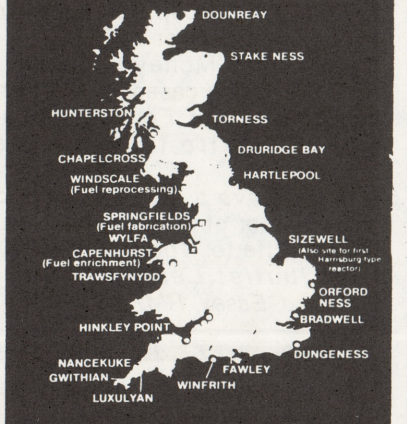 DOUNREAY
STAKE NESS
HUNTERSTON
TORNESS
CHAPELCROSS
DRURIDGE BAY
WINDSCALE
(Fuel reprocessing)
HARTLEPOOL
SPRINGFIELDS
(Fuel fabrication)
WYLFA
CAPENHURST
(Fuel enrichment)
TRAWSFYNYDD
SIZEWELL
(Also site for first
Harrisburg type
reactor)
ORFORD
NESS
BRADWELL
HINKLEY POINT
DUNGENESS
NANCEKUKE
FAWLEY
GWITHIAN
WINFRITH
LUXULYAN